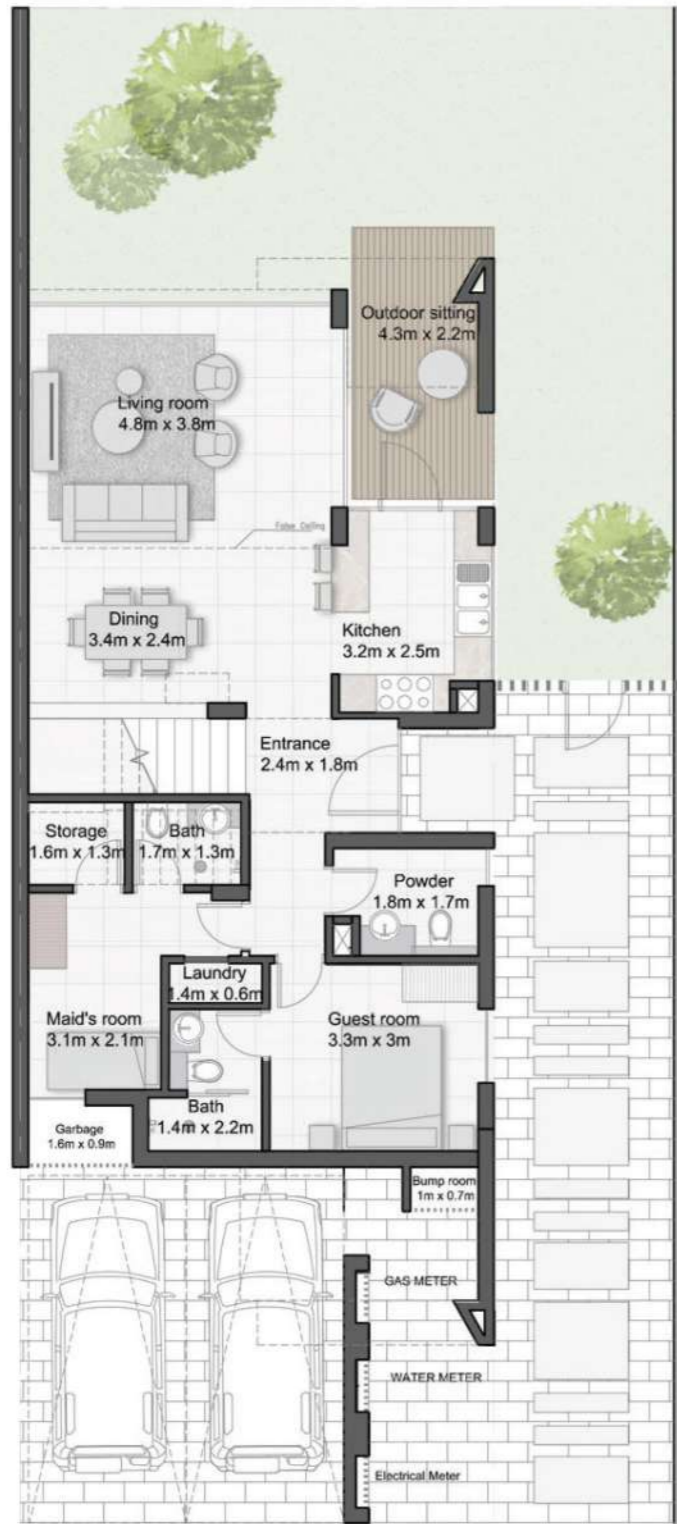 Outdoor sitting
4.3m x 2.2m
Living room
4.8m x 3.8m
False Ceiling
Dining
3.4m x 2.4m
Kitchen
3.2m x 2.5m
Entrance
2.4m x 1.8m
Storage
1.6m x 1.3m
Bath
1.7m x 1.3m
Powder
1.8m x 1.7m
Laundry
1.4m x 0.6m
Maid's room
3.1m x 2.1m
Guest room
3.3m x 3m
Bath
1.4m x 2.2m
Garbage
1.6m x 0.9m
Bump room
1m x 0.7m
GAS METER
WATER METER
Electrical Meter